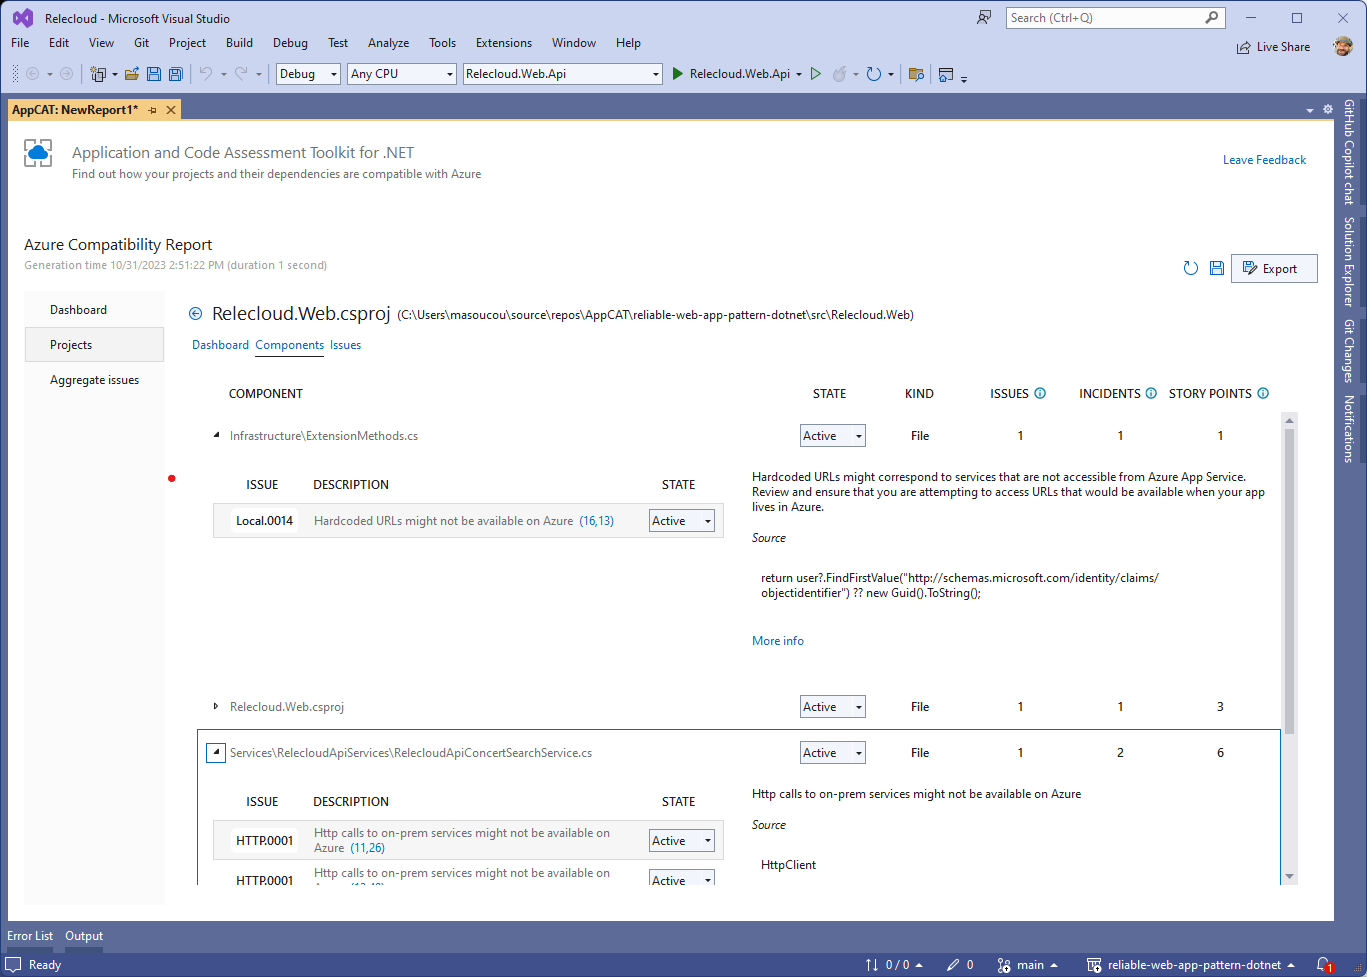 Relecloud - Microsoft Visual Studio
Search (Ctrl+Q)
File Edit View Git Project Build Debug Test Analyze Tools Extensions Window Help
Live Share
Debug Any CPU Relecloud.Web.Api Relecloud.Web.Api
AppCAT: NewReport1*
Application and Code Assessment Toolkit for .NET
Find out how your projects and their dependencies are compatible with Azure
Leave Feedback
Azure Compatibility Report
Generation time 10/31/2023 2:51:22 PM (duration 1 second)
Export
Dashboard
Projects
Aggregate issues
Relecloud.Web.csproj (C:\Users\masoucou\source\repos\AppCAT\reliable-web-app-pattern-dotnet\src\Relecloud.Web)
Dashboard Components Issues
COMPONENT STATE KIND ISSUES INCIDENTS STORY POINTS
Infrastructure\ExtensionMethods.cs Active File 1 1 1
ISSUE DESCRIPTION STATE
Local.0014 Hardcoded URLs might not be available on Azure (16,13) Active
Hardcoded URLs might correspond to services that are not accessible from Azure App Service.
Review and ensure that you are attempting to access URLs that would be available when your app
lives in Azure.
Source
return user?.FindFirstValue("http://schemas.microsoft.com/identity/claims/
objectidentifier") ?? new Guid().ToString();
More info
Relecloud.Web.csproj Active File 1 1 3
Services\RelecloudApiServices\RelecloudApiConcertSearchService.cs Active File 1 2 6
ISSUE DESCRIPTION STATE
HTTP.0001 Http calls to on-prem services might not be available on
Azure (11,26) Active
HTTP.0001 Http calls to on-prem services might not be available on
Active
Http calls to on-prem services might not be available on Azure
Source
HttpClient
GitHub Copilot chat
Solution Explorer
Git Changes
Notifications
Error List Output
Ready
0 / 0 0 main reliable-web-app-pattern-dotnet 1